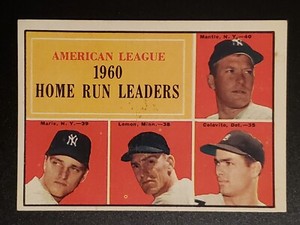 AMERICAN LEAGUE
1960
HOME RUN LEADERS
Mantle, N. Y.—40
Maris, N. Y.—39
Lemon, Minn.—38
Colavito, Det.—35